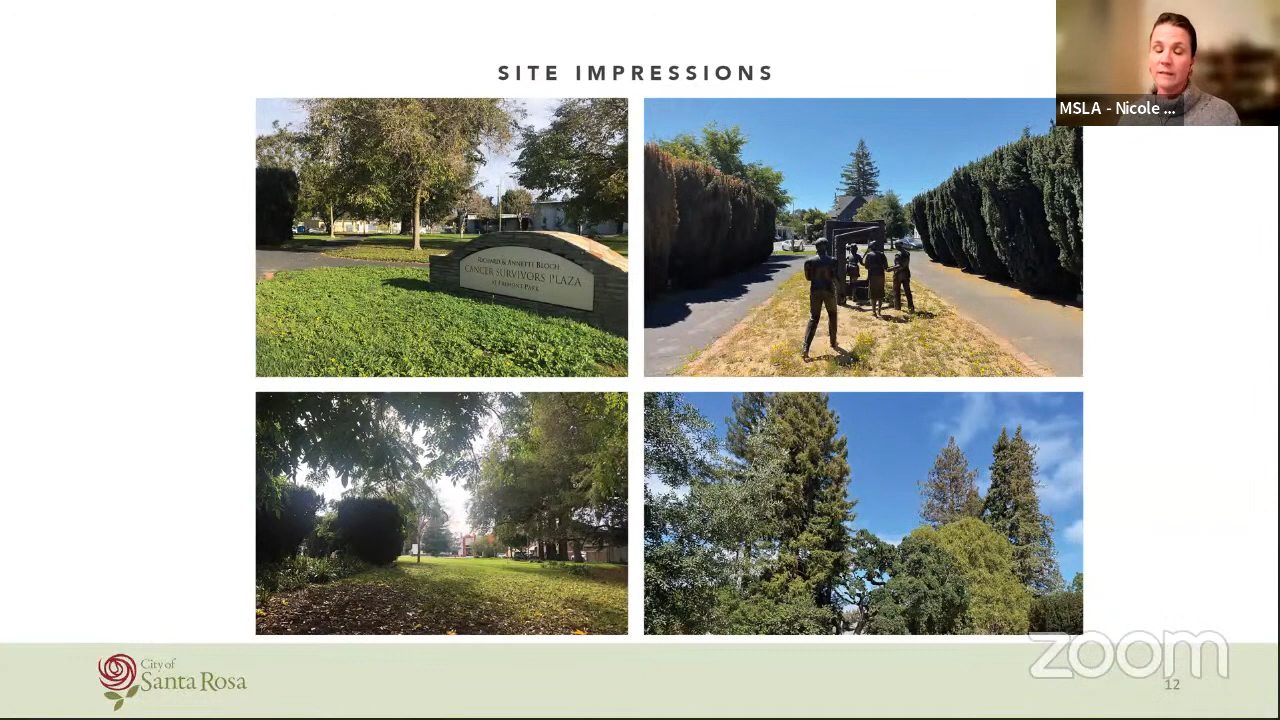 SITE IMPRESSIONS
MSLA - Nicole ...
RICHARD & ANNETTE BLOCH
CANCER SURVIVORS PLAZA
AT FREMONT PARK
City of
Santa Rosa
zoom
12